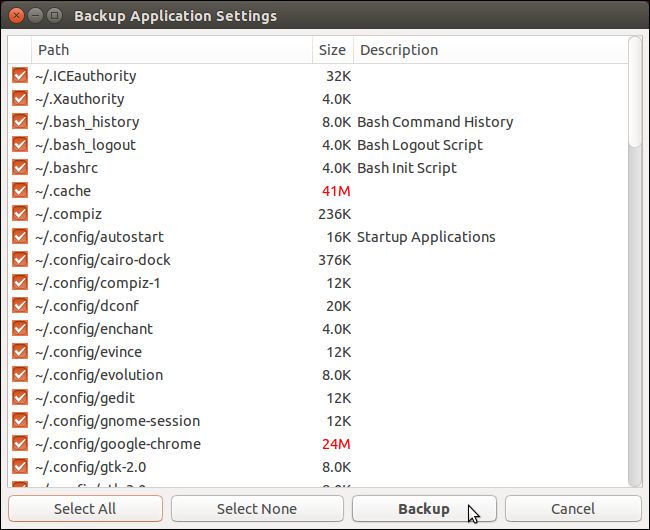 Backup Application Settings
Path Size Description
~/.ICEauthority 32K
~/.Xauthority 4.0K
~/.bash_history 8.0K Bash Command History
~/.bash_logout 4.0K Bash Logout Script
~/.bashrc 4.0K Bash Init Script
~/.cache 41M
~/.compiz 236K
~/.config/autostart 16K Startup Applications
~/.config/cairo-dock 376K
~/.config/compiz-1 12K
~/.config/dconf 20K
~/.config/enchant 4.0K
~/.config/evince 12K
~/.config/evolution 8.0K
~/.config/gedit 12K
~/.config/gnome-session 12K
~/.config/google-chrome 24M
~/.config/gtk-2.0 8.0K
Select All Select None Backup Cancel